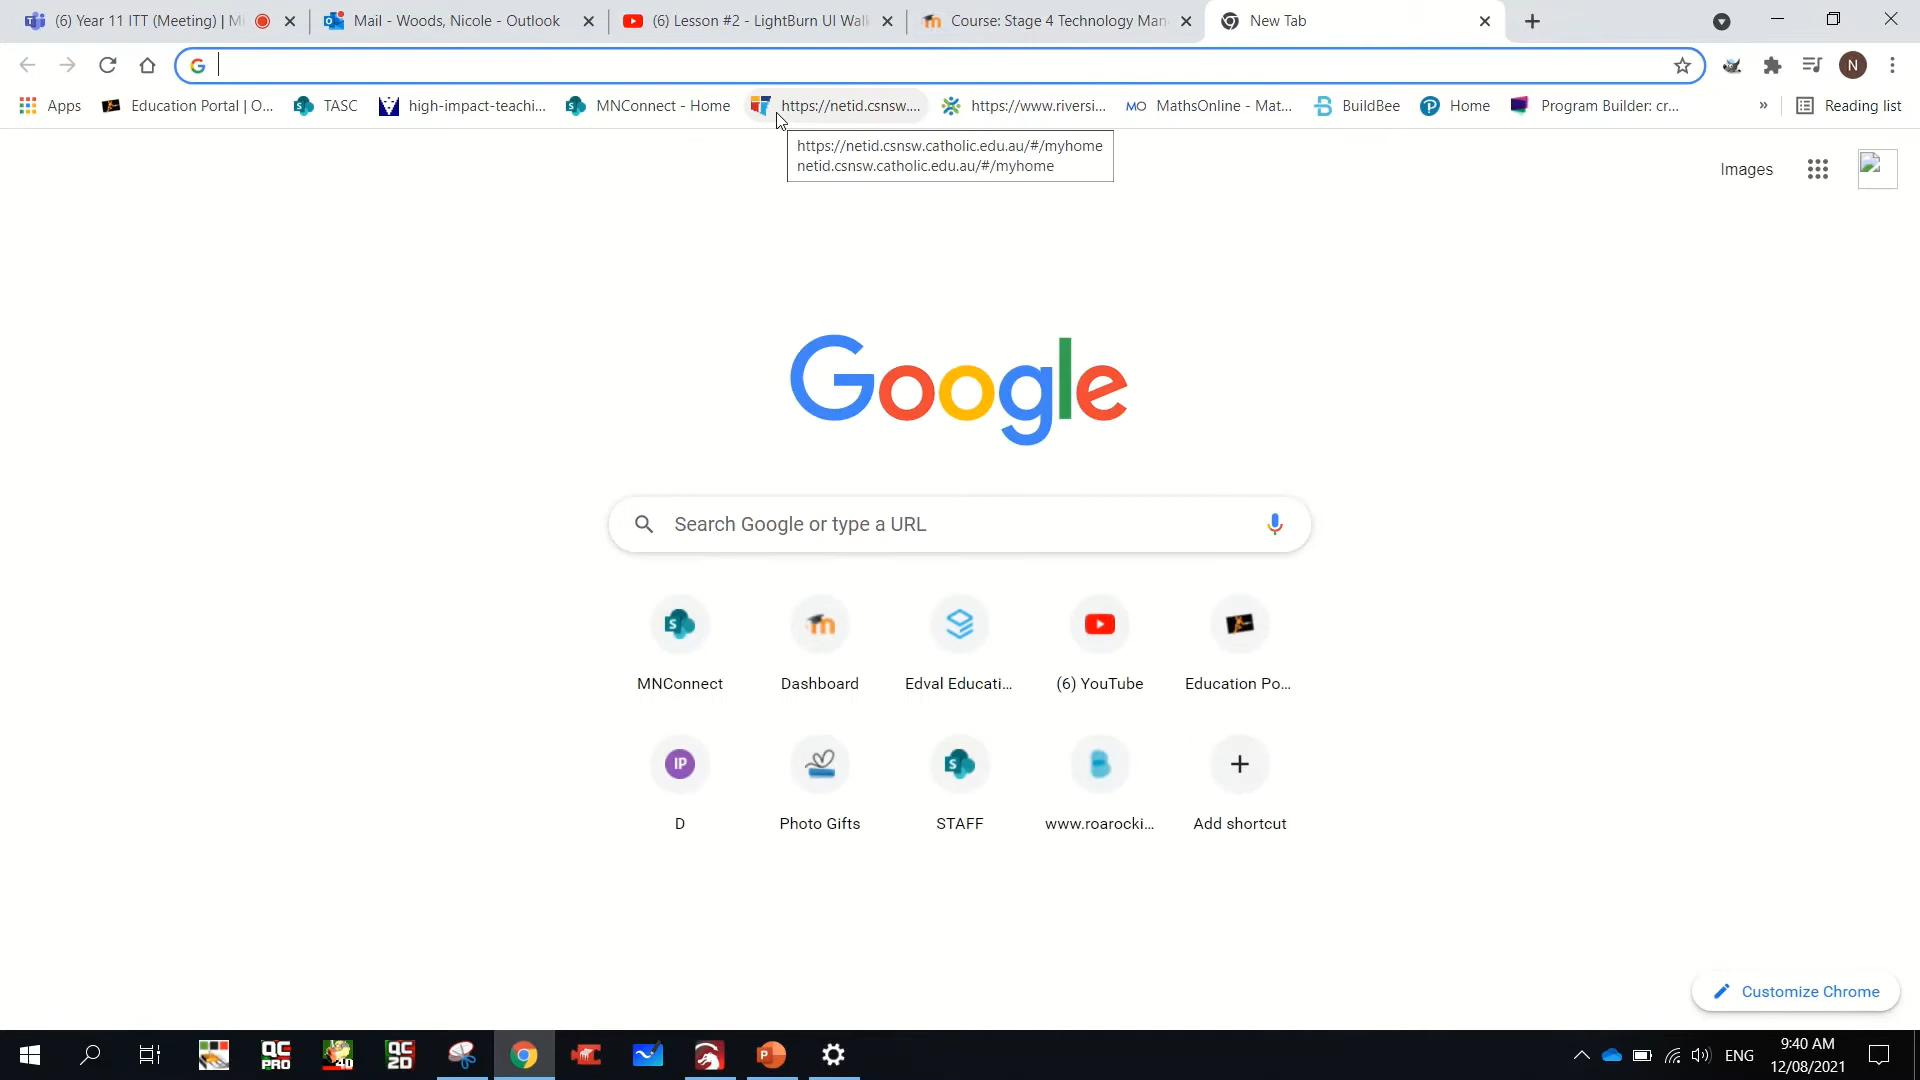 (6) Year 11 ITT (Meeting) | Mi
Mail - Woods, Nicole - Outlook
(6) Lesson #2 - LightBurn UI Walk
Course: Stage 4 Technology Man
New Tab
Apps
Education Portal | O...
TASC
high-impact-teachi...
MNConnect - Home
https://netid.csnsw....
https://www.riversi...
MO
MathsOnline - Mat...
BuildBee
Home
Program Builder: cr...
»
Reading list
N
https://netid.csnsw.catholic.edu.au/#/myhome
netid.csnsw.catholic.edu.au/#/myhome
Images
Google
Search Google or type a URL
MNConnect
Dashboard
Edval Educati...
(6) YouTube
Education Po...
IP
D
Photo Gifts
STAFF
www.roarocki...
Add shortcut
Customize Chrome
QC
PRO
4D
QC
2D
ENG
9:40 AM
12/08/2021